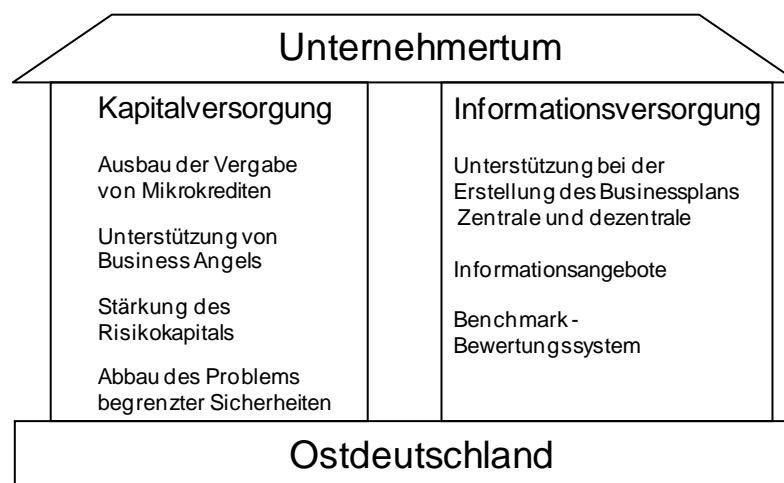 Unternehmertum
Kapitalversorgung
Ausbau der Vergabe
von Mikrokrediten
Unterstützung von
Business Angels
Stärkung des
Risikokapitals
Abbau des Problems
begrenzter Sicherheiten
Informationsversorgung
Unterstützung bei der
Erstellung des Businessplans
Zentrale und dezentrale
Informationsangebote
Benchmark -
Bewertungssystem
Ostdeutschland